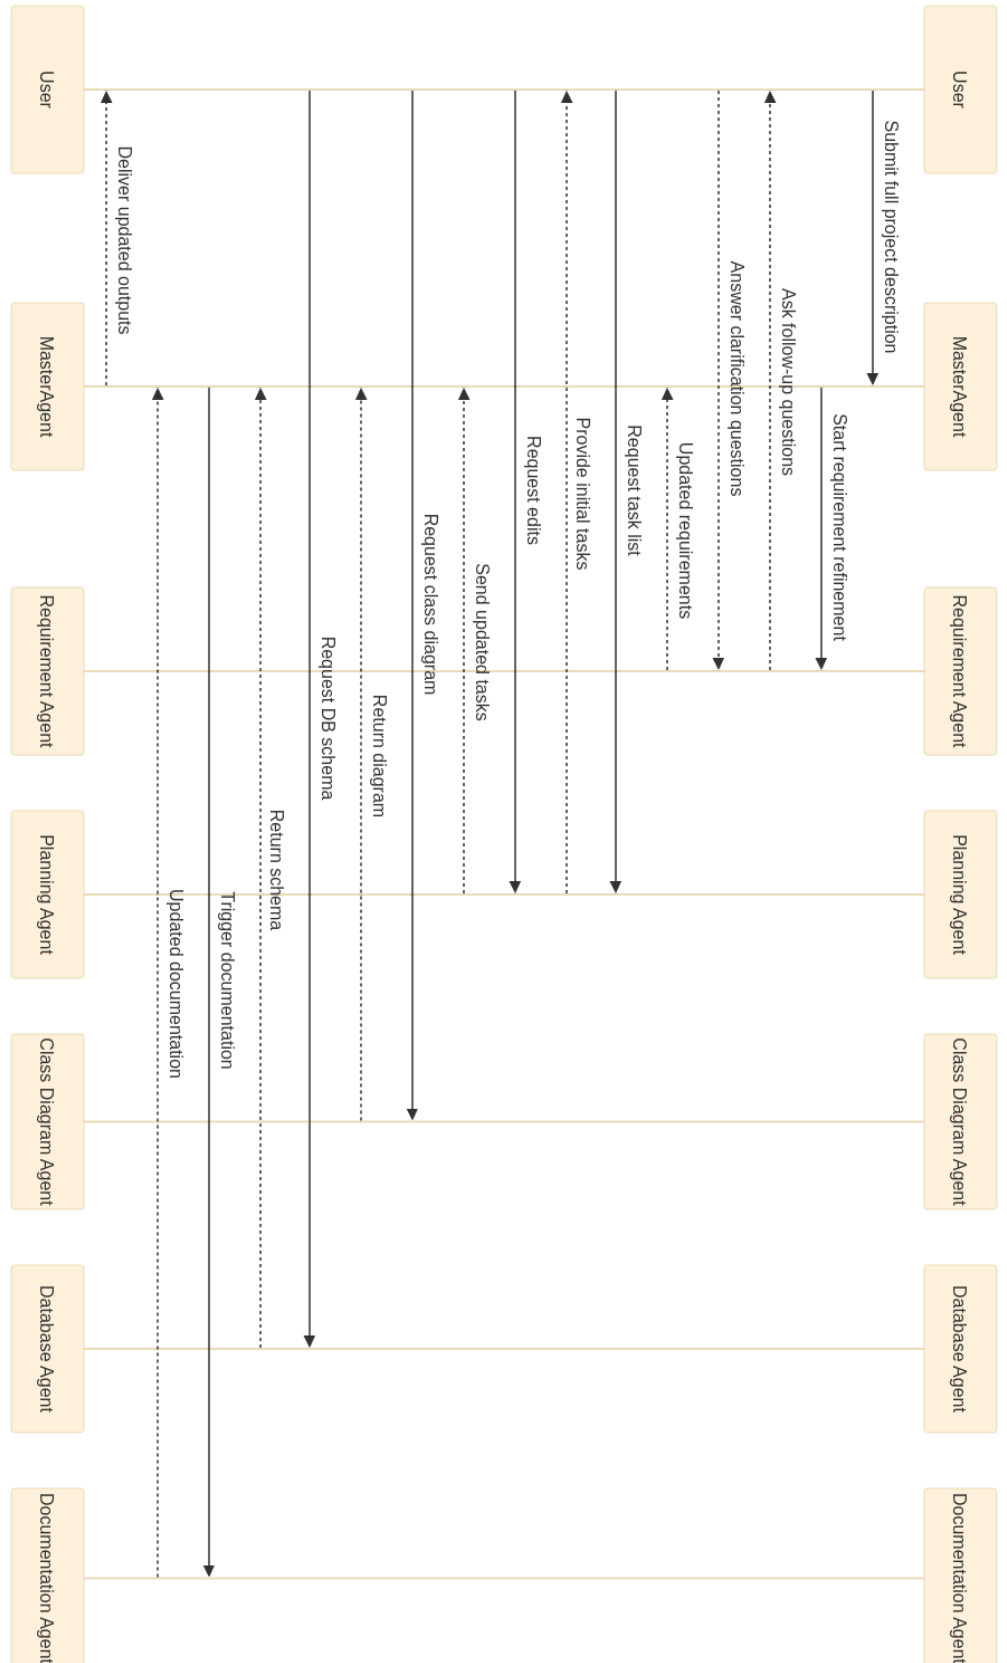 User
MasterAgent
Requirement Agent
Planning Agent
Class Diagram Agent
Database Agent
Documentation Agent
Submit full project description
Start requirement refinement
Ask follow-up questions
Answer clarification questions
Updated requirements
Request task list
Provide initial tasks
Request edits
Send updated tasks
Request class diagram
Return diagram
Request DB schema
Return schema
Trigger documentation
Updated documentation
Deliver updated outputs
User
MasterAgent
Requirement Agent
Planning Agent
Class Diagram Agent
Database Agent
Documentation Agent